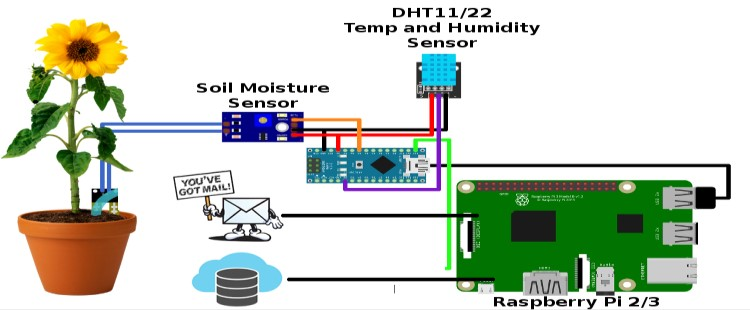 DHT11/22
Temp and Humidity
Sensor
Soil Moisture
Sensor
YOU'VE
GOT MAIL!
Raspberry Pi 2/3